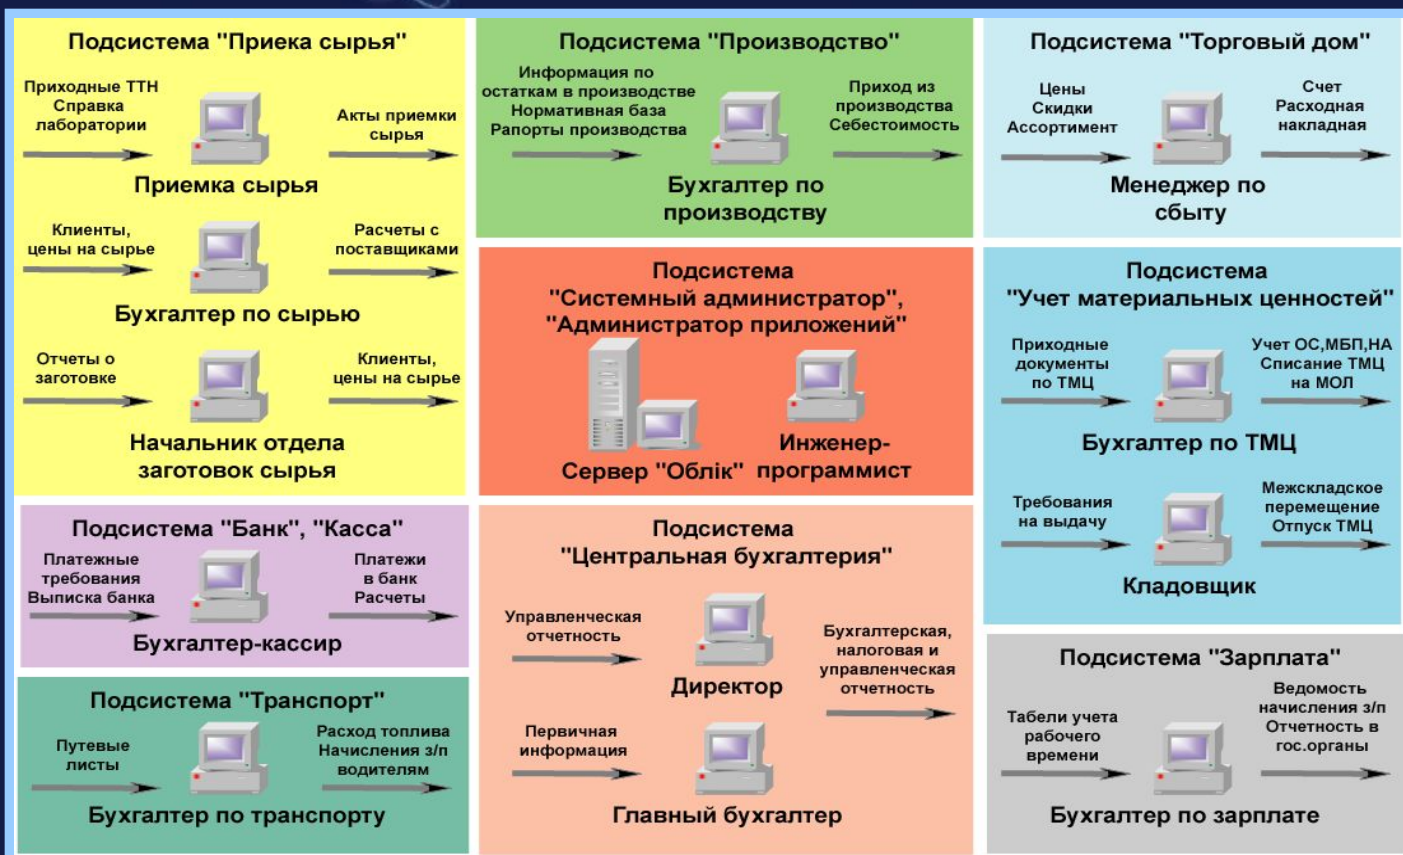 Подсистема "Приека сырья"
Приходные ТТН
Справка
лаборатории
Акты приемки
сырья
Приемка сырья
Клиенты,
цены на сырье
Расчеты с
поставщиками
Бухгалтер по сырью
Отчеты о
заготовке
Клиенты,
цены на сырье
Начальник отдела
заготовок сырья
Подсистема "Производство"
Информация по
остаткам в производстве
Нормативная база
Рапорты производства
Приход из
производства
Себестоимость
Бухгалтер по
производству
Подсистема "Торговый дом"
Цены
Скидки
Ассортимент
Счет
Расходная
накладная
Менеджер по
сбыту
Подсистема
"Системный администратор",
"Администратор приложений"
Сервер "Облік"
Инженер-
программист
Подсистема
"Учет материальных ценностей"
Приходные
документы
по ТМЦ
Учет ОС,МБП,НА
Списание ТМЦ
на МОЛ
Бухгалтер по ТМЦ
Требования
на выдачу
Межскладское
перемещение
Отпуск ТМЦ
Кладовщик
Подсистема "Банк", "Касса"
Платежные
требования
Выписка банка
Платежи
в банк
Расчеты
Бухгалтер-кассир
Подсистема
"Центральная бухгалтерия"
Управленческая
отчетность
Директор
Бухгалтерская,
налоговая и
управленческая
отчетность
Первичная
информация
Главный бухгалтер
Подсистема "Транспорт"
Путевые
листы
Расход топлива
Начисления з/п
водителям
Бухгалтер по транспорту
Подсистема "Зарплата"
Табели учета
рабочего
времени
Ведомость
начисления з/п
Отчетность в
гос.органы
Бухгалтер по зарплате